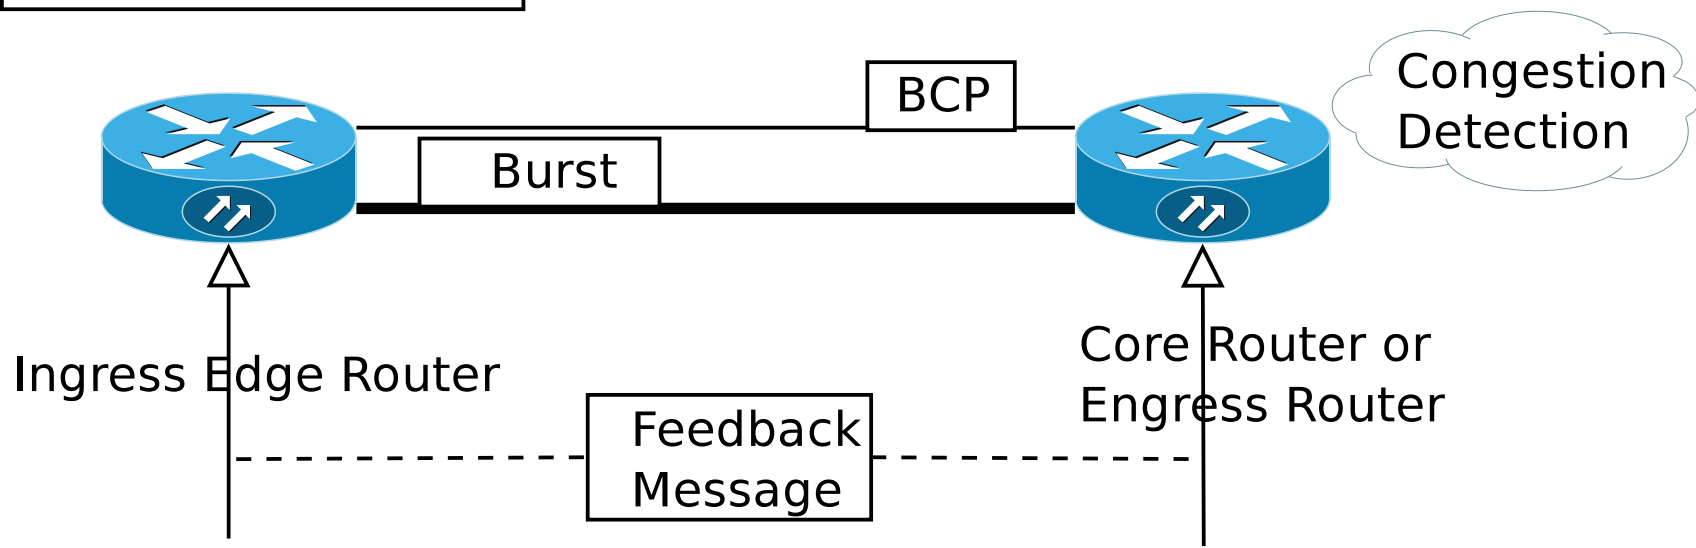 BCP
Congestion
Detection
Burst
Ingress Edge Router
Core Router or
Engress Router
Feedback
Message